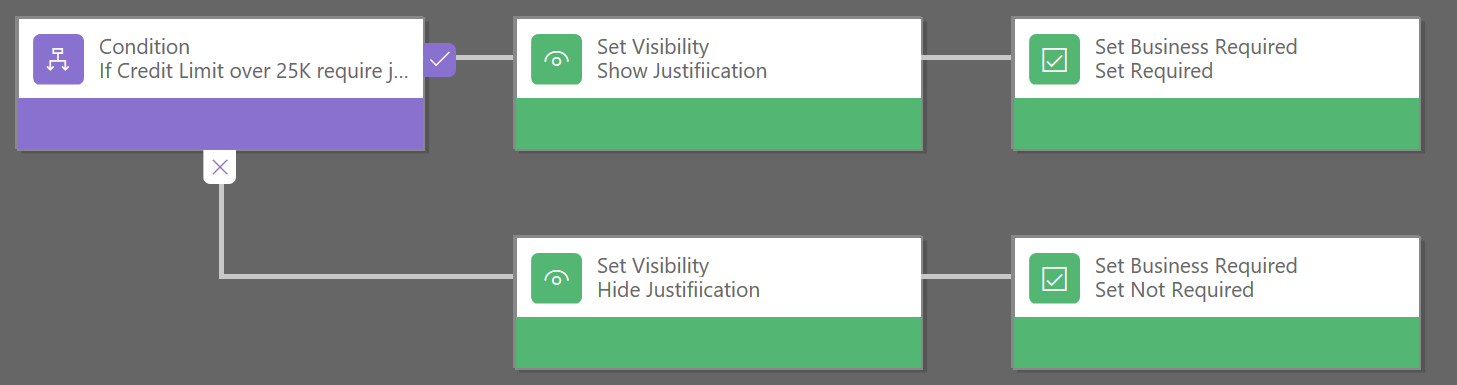 Condition
If Credit Limit over 25K require j...
Set Visibility
Show Justifiication
Set Business Required
Set Required
Set Visibility
Hide Justifiication
Set Business Required
Set Not Required